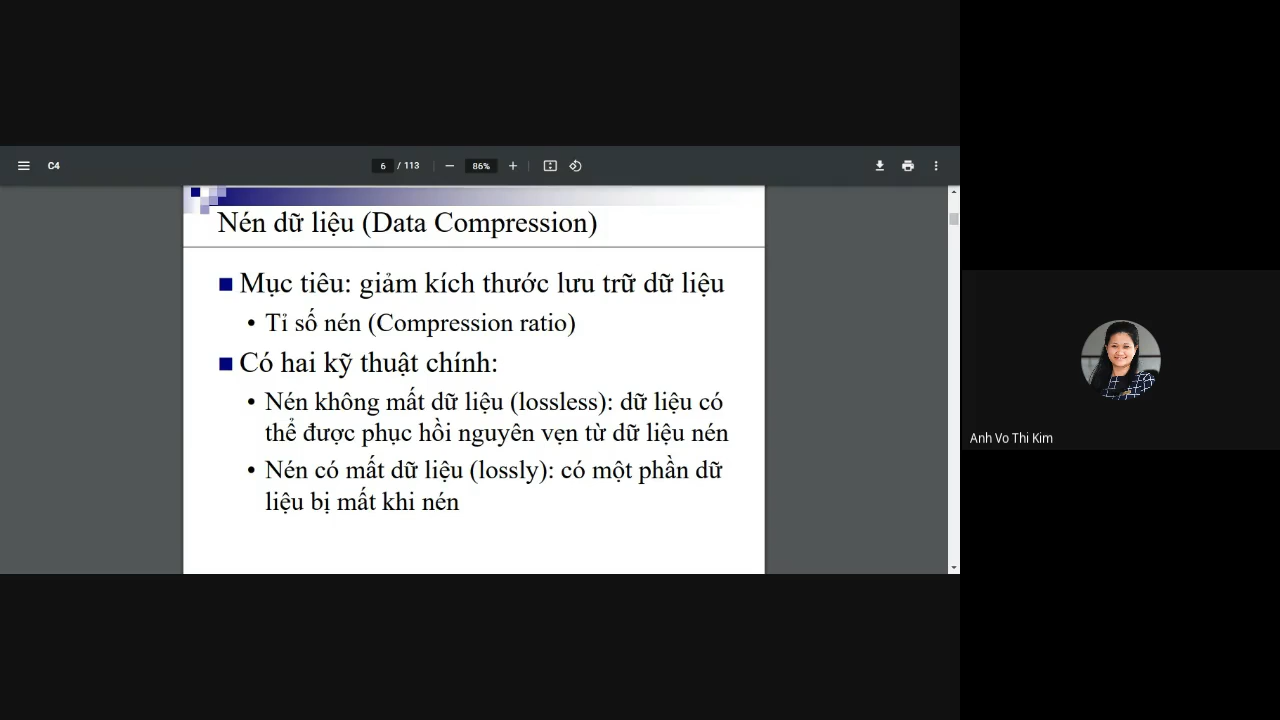 C4
6 / 113
86%
Nén dữ liệu (Data Compression)
Mục tiêu: giảm kích thước lưu trữ dữ liệu
• Tỉ số nén (Compression ratio)
Có hai kỹ thuật chính:
• Nén không mất dữ liệu (lossless): dữ liệu có
thể được phục hồi nguyên vẹn từ dữ liệu nén
• Nén có mất dữ liệu (lossly): có một phần dữ
liệu bị mất khi nén
Anh Vo Thi Kim